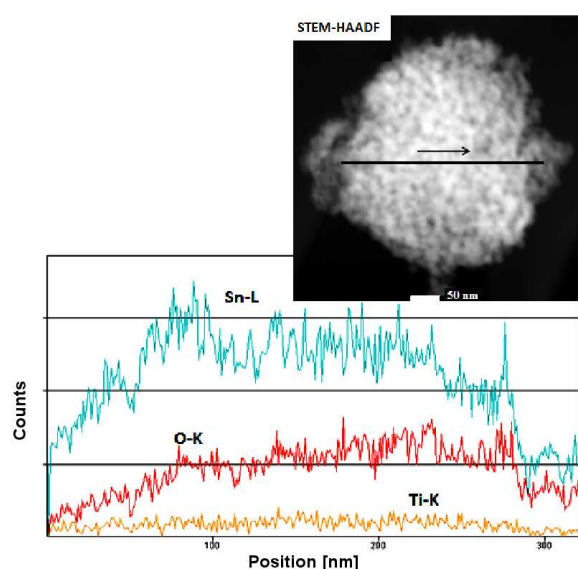 STEM-HAADF
50 nm
Sn-L
O-K
Ti-K
Counts
100
200
300
Position [nm]